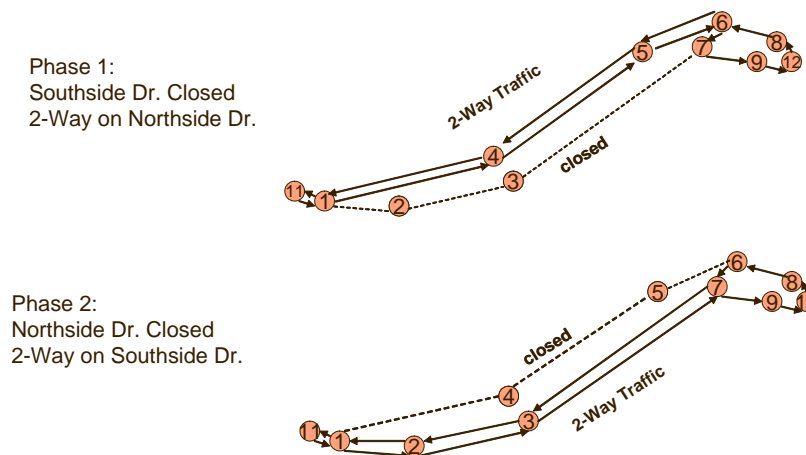 Phase 1:
Southside Dr. Closed
2-Way on Northside Dr.
6
8
5
7
9
12
2-Way Traffic
4
closed
3
11
1
2
Phase 2:
Northside Dr. Closed
2-Way on Southside Dr.
6
8
7
5
9
1
closed
4
3
2-Way Traffic
11
1
2